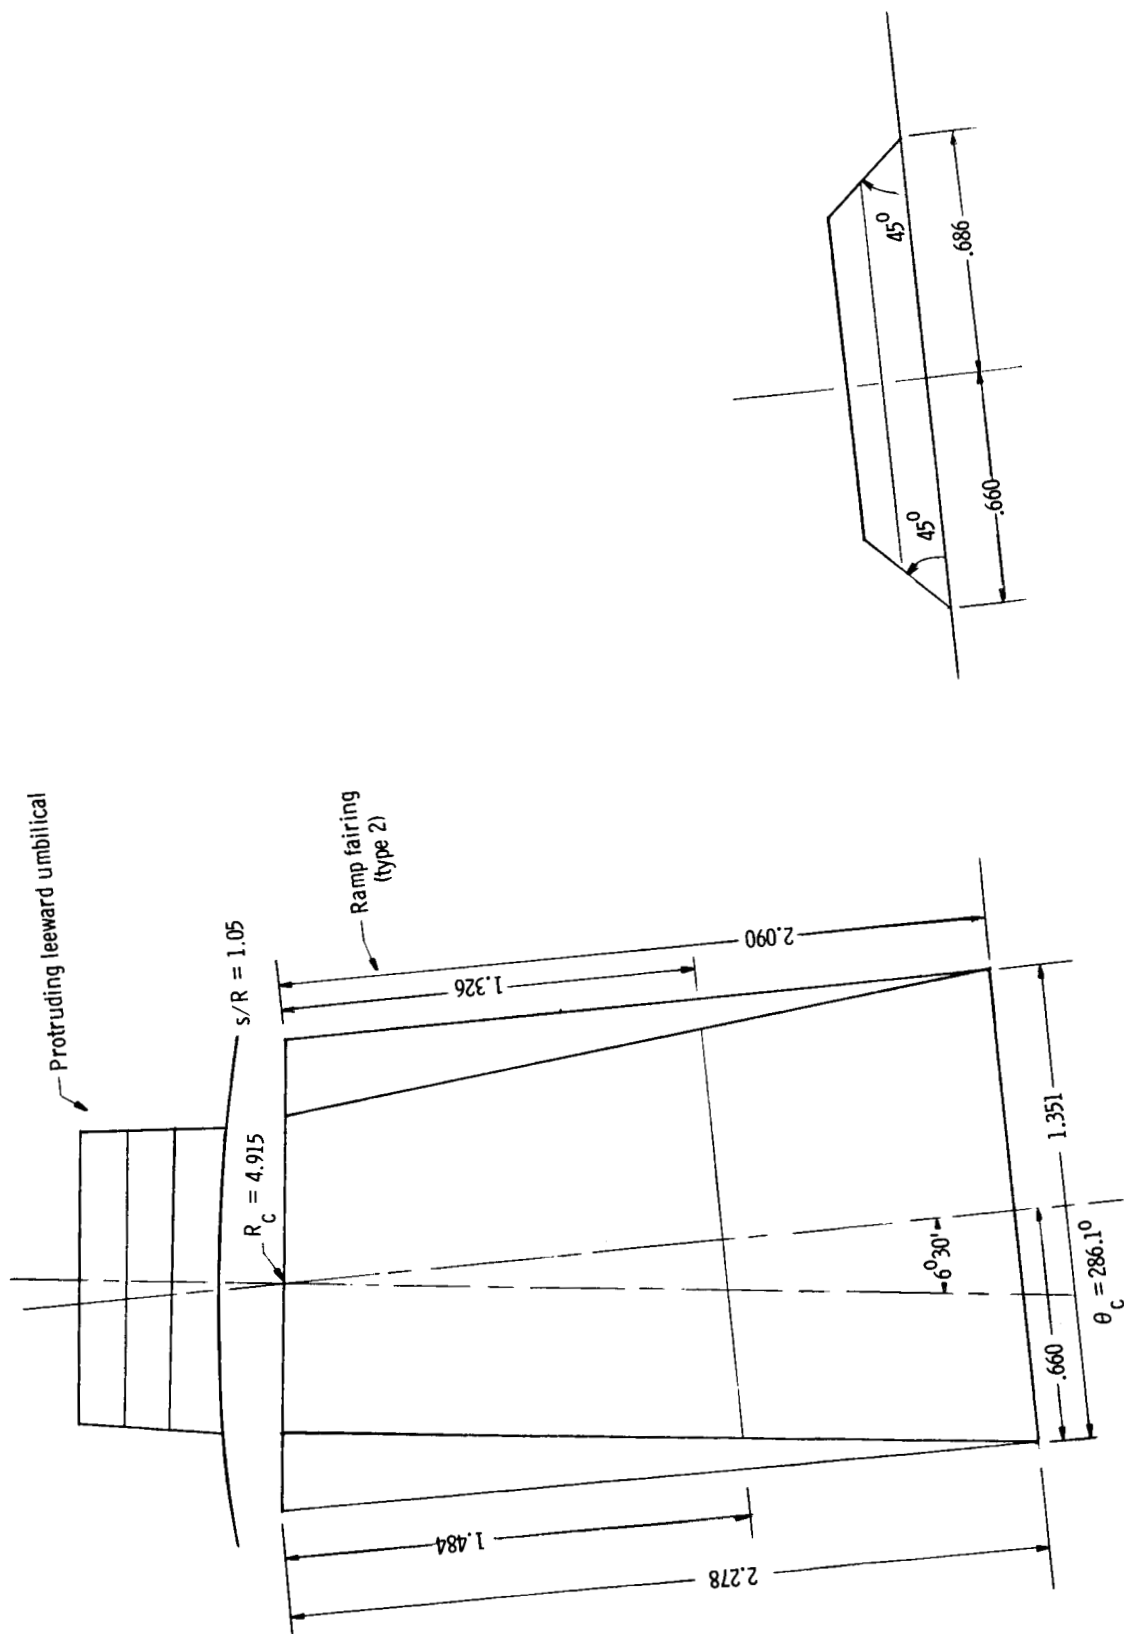 Protruding leeward umbilical
s/R = 1.05
R_c = 4.915
Ramp fairing
(type 2)
1.326
2.090
1.484
2.278
6°30'
.660
1.351
θ_c = 286.1°
45°
45°
.686
.660